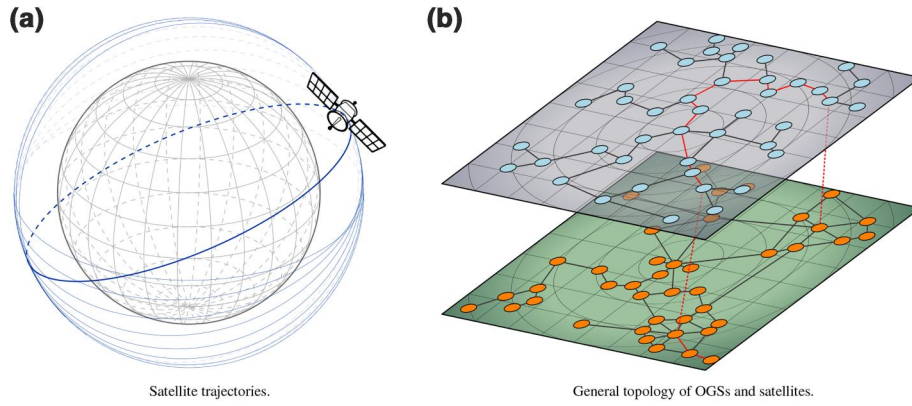 (a)
(b)
Satellite trajectories.
General topology of OGSs and satellites.